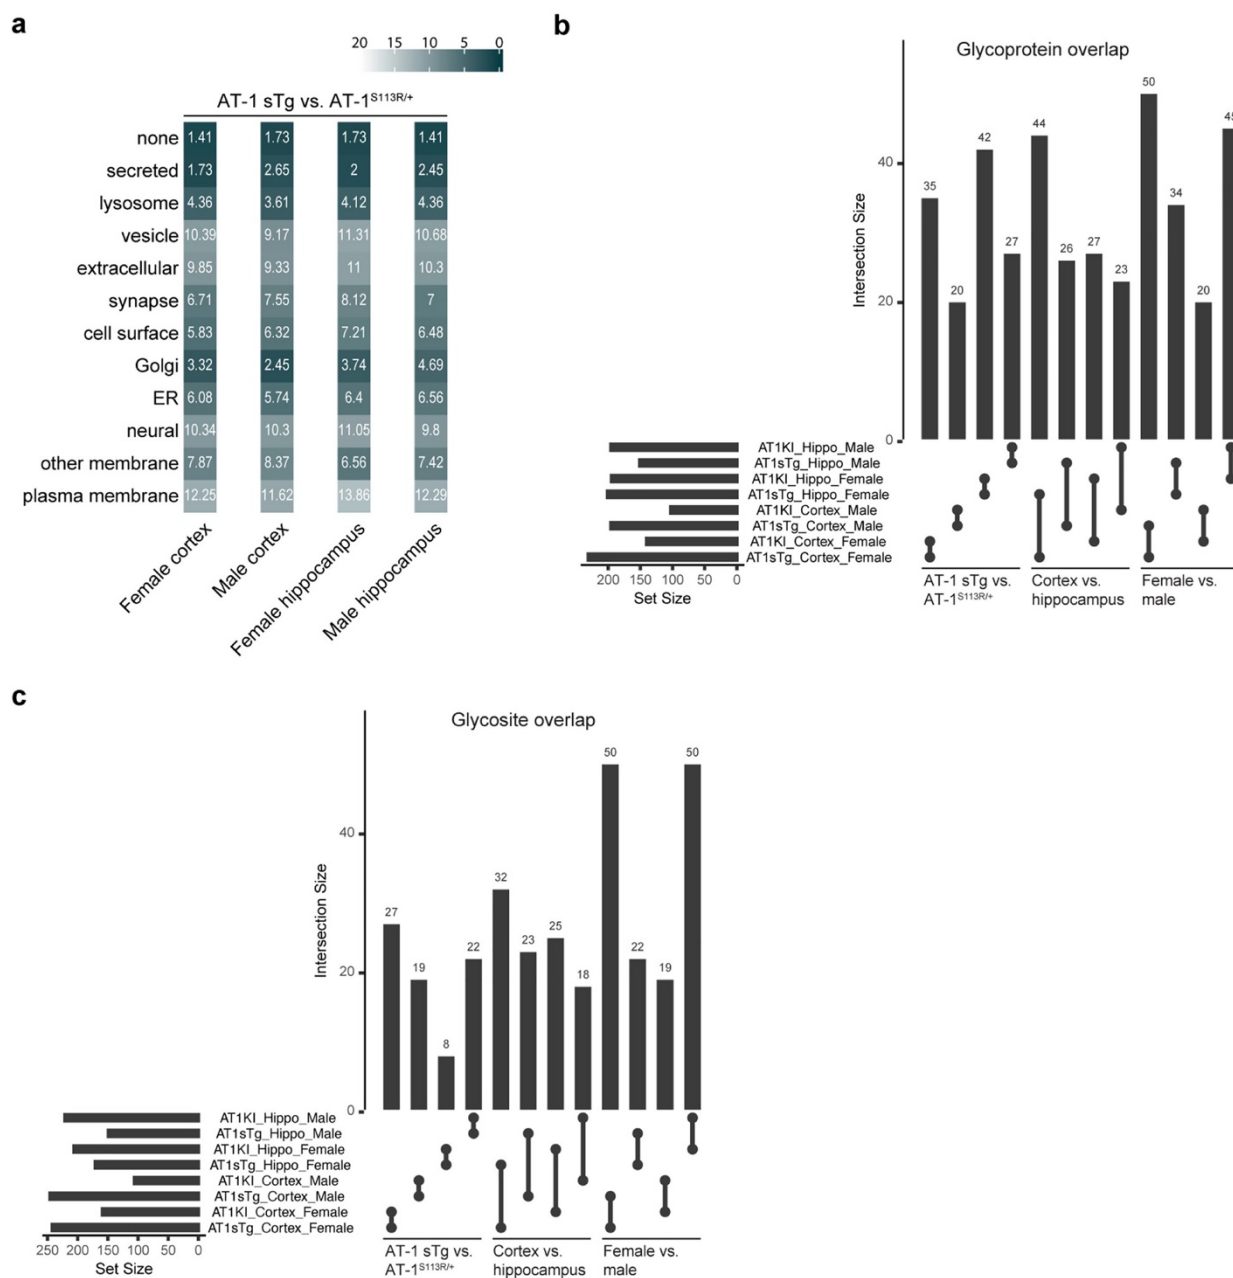 a
20 15 10 5 0
AT-1 sTg vs. AT-1S113R/+
none 1.41 1.73 1.73 1.41
secreted 1.73 2.65 2 2.45
lysosome 4.36 3.61 4.12 4.36
vesicle 10.39 9.17 11.31 10.68
extracellular 9.85 9.33 11 10.3
synapse 6.71 7.55 8.12 7
cell surface 5.83 6.32 7.21 6.48
Golgi 3.32 2.45 3.74 4.69
ER 6.08 5.74 6.4 6.56
neural 10.34 10.3 11.05 9.8
other membrane 7.87 8.37 6.56 7.42
plasma membrane 12.25 11.62 13.86 12.29
Female cortex
Male cortex
Female hippocampus
Male hippocampus
b
Glycoprotein overlap
Intersection Size
40
20
0
35 20 42 27 44 26 27 23 50 34 20 45
AT1KI_Hippo_Male
AT1sTg_Hippo_Male
AT1KI_Hippo_Female
AT1sTg_Hippo_Female
AT1KI_Cortex_Male
AT1sTg_Cortex_Male
AT1KI_Cortex_Female
AT1sTg_Cortex_Female
200 150 100 50 0
Set Size
AT-1 sTg vs.
AT-1S113R/+
Cortex vs.
hippocampus
Female vs.
male
c
Glycosite overlap
Intersection Size
40
20
0
27 19 8 22 32 23 25 18 50 22 19 50
AT1KI_Hippo_Male
AT1sTg_Hippo_Male
AT1KI_Hippo_Female
AT1sTg_Hippo_Female
AT1KI_Cortex_Male
AT1sTg_Cortex_Male
AT1KI_Cortex_Female
AT1sTg_Cortex_Female
250 200 150 100 50 0
Set Size
AT-1 sTg vs.
AT-1S113R/+
Cortex vs.
hippocampus
Female vs.
male